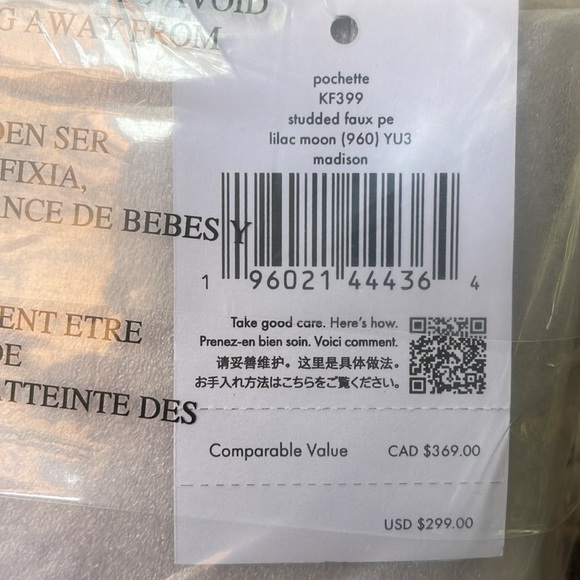 AVOID
G AWAY FROM
DEN SER
FIXIA,
ANCE DE BEBES Y
ENT ETRE
DE
ATTEINTE DES
pochette
KF399
studded faux pe
lilac moon (960) YU3
madison
1 96021 44436 4
Take good care. Here's how.
Prenez-en bien soin. Voici comment.
请妥善维护。这里是具体做法。
お手入れ方法はこちらをご覧ください。
Comparable Value CAD $369.00
USD $299.00